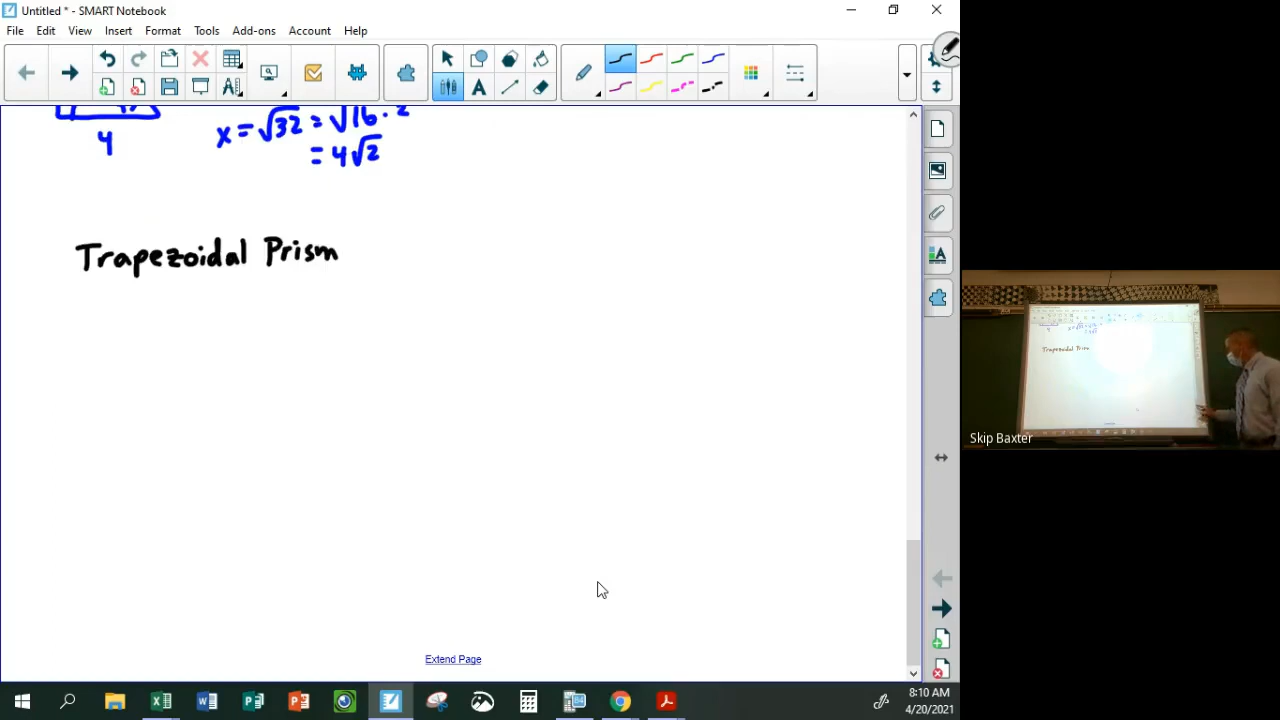 Untitled * - SMART Notebook
File Edit View Insert Format Tools Add-ons Account Help
x = √32 = √16 · 2
4
= 4√2
Trapezoidal Prism
Skip Baxter
Extend Page
8:10 AM
4/20/2021